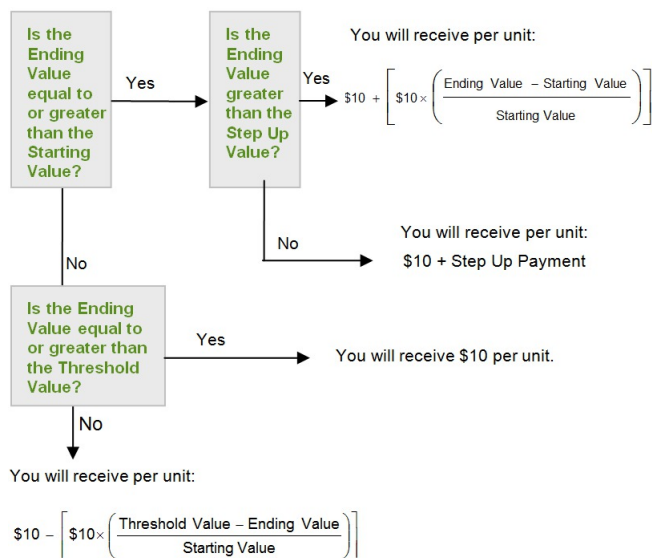 Is the
Ending
Value
equal to
or greater
than the
Starting
Value?
Yes
Is the
Ending
Value
greater
than the
Step Up
Value?
Yes
You will receive per unit:
$10 + [ $10 × ( Ending Value – Starting Value
Starting Value ) ]
No
You will receive per unit:
$10 + Step Up Payment
No
Is the Ending
Value equal to
or greater than
the Threshold
Value?
Yes
You will receive $10 per unit.
No
You will receive per unit:
$10 – [ $10× ( Threshold Value – Ending Value
Starting Value ) ]